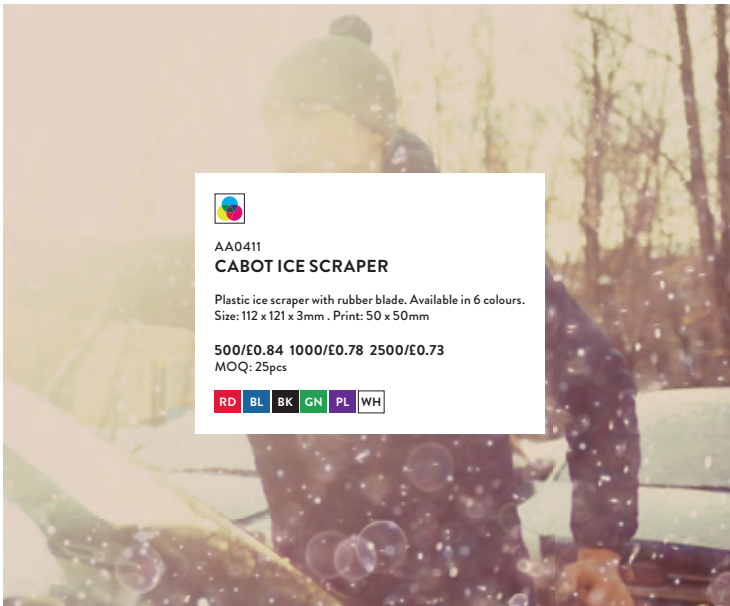 AA0411
CABOT ICE SCRAPER
Plastic ice scraper with rubber blade. Available in 6 colours.
Size: 112 x 121 x 3mm . Print: 50 x 50mm
500/£0.84 1000/£0.78 2500/£0.73
MOQ: 25pcs
RD BL BK GN PL WH